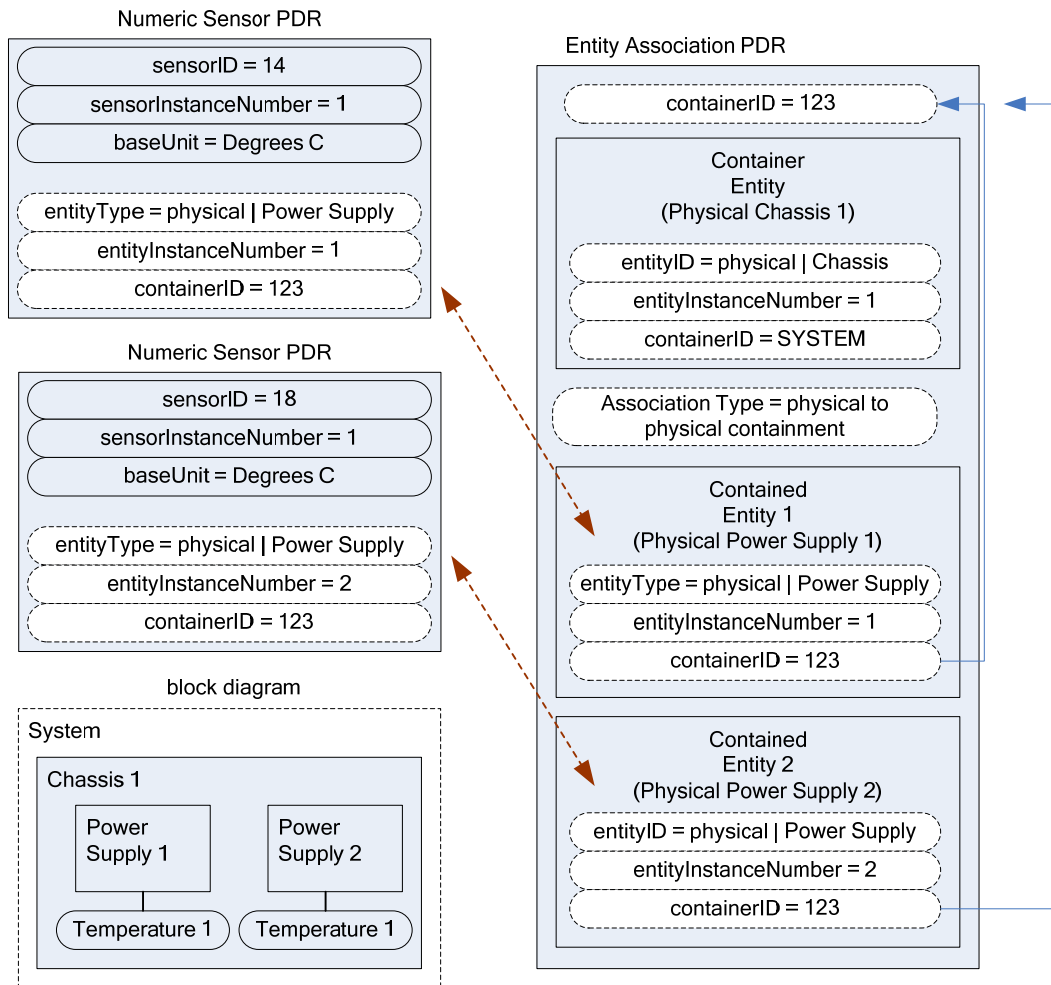 Numeric Sensor PDR
sensorID = 14
sensorInstanceNumber = 1
baseUnit = Degrees C
entityType = physical | Power Supply
entityInstanceNumber = 1
containerID = 123
Numeric Sensor PDR
sensorID = 18
sensorInstanceNumber = 1
baseUnit = Degrees C
entityType = physical | Power Supply
entityInstanceNumber = 2
containerID = 123
block diagram
System
Chassis 1
Power
Supply 1
Power
Supply 2
Temperature 1
Temperature 1
Entity Association PDR
containerID = 123
Container
Entity
(Physical Chassis 1)
entityID = physical | Chassis
entityInstanceNumber = 1
containerID = SYSTEM
Association Type = physical to
physical containment
Contained
Entity 1
(Physical Power Supply 1)
entityType = physical | Power Supply
entityInstanceNumber = 1
containerID = 123
Contained
Entity 2
(Physical Power Supply 2)
entityID = physical | Power Supply
entityInstanceNumber = 2
containerID = 123